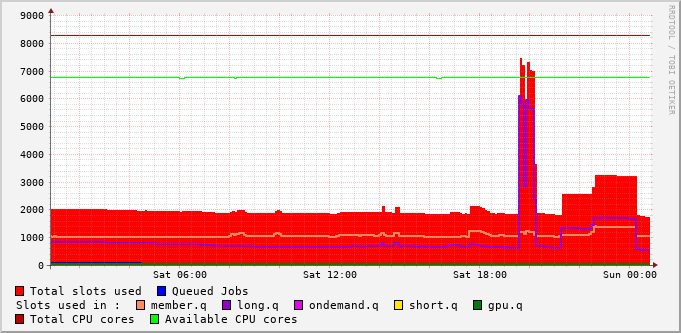 9000
8000
7000
6000
5000
4000
3000
2000
1000
0
Sat 06:00 Sat 12:00 Sat 18:00 Sun 00:00
Total slots used Queued Jobs
Slots used in : member.q long.q ondemand.q short.q gpu.q
Total CPU cores Available CPU cores
RRDTOOL / TOBI OETIKER